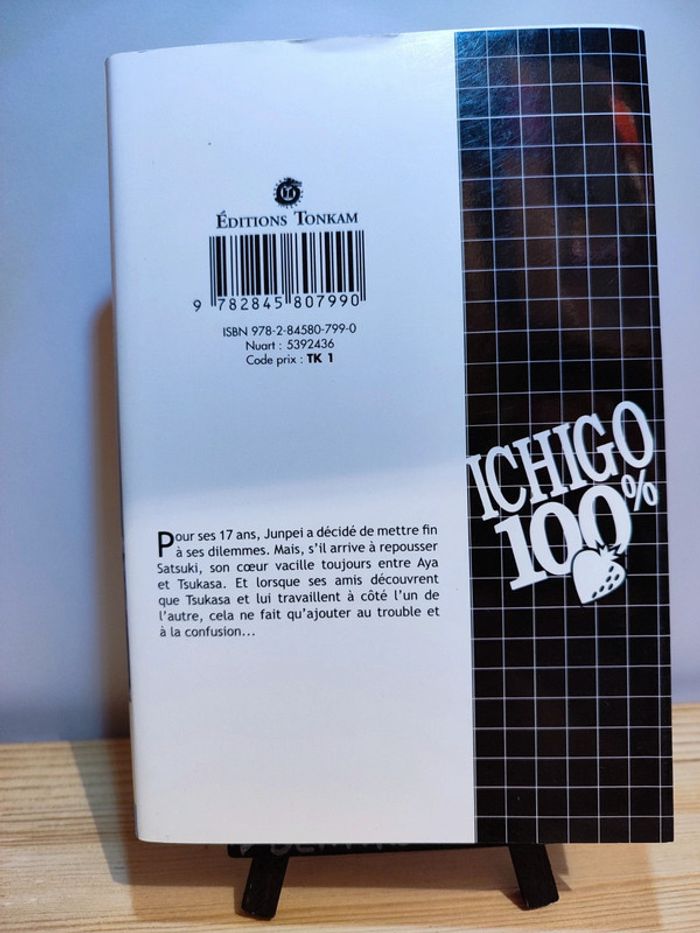 ÉDITIONS TONKAM
9 782845 807990
ISBN 978-2-84580-799-0
Nuart : 5392436
Code prix : TK 1
ICHIGO
100%
Pour ses 17 ans, Junpei a décidé de mettre fin
à ses dilemmes. Mais, s'il arrive à repousser
Satsuki, son cœur vacille toujours entre Aya
et Tsukasa. Et lorsque ses amis découvrent
que Tsukasa et lui travaillent à côté l'un de
l'autre, cela ne fait qu'ajouter au trouble et
à la confusion...